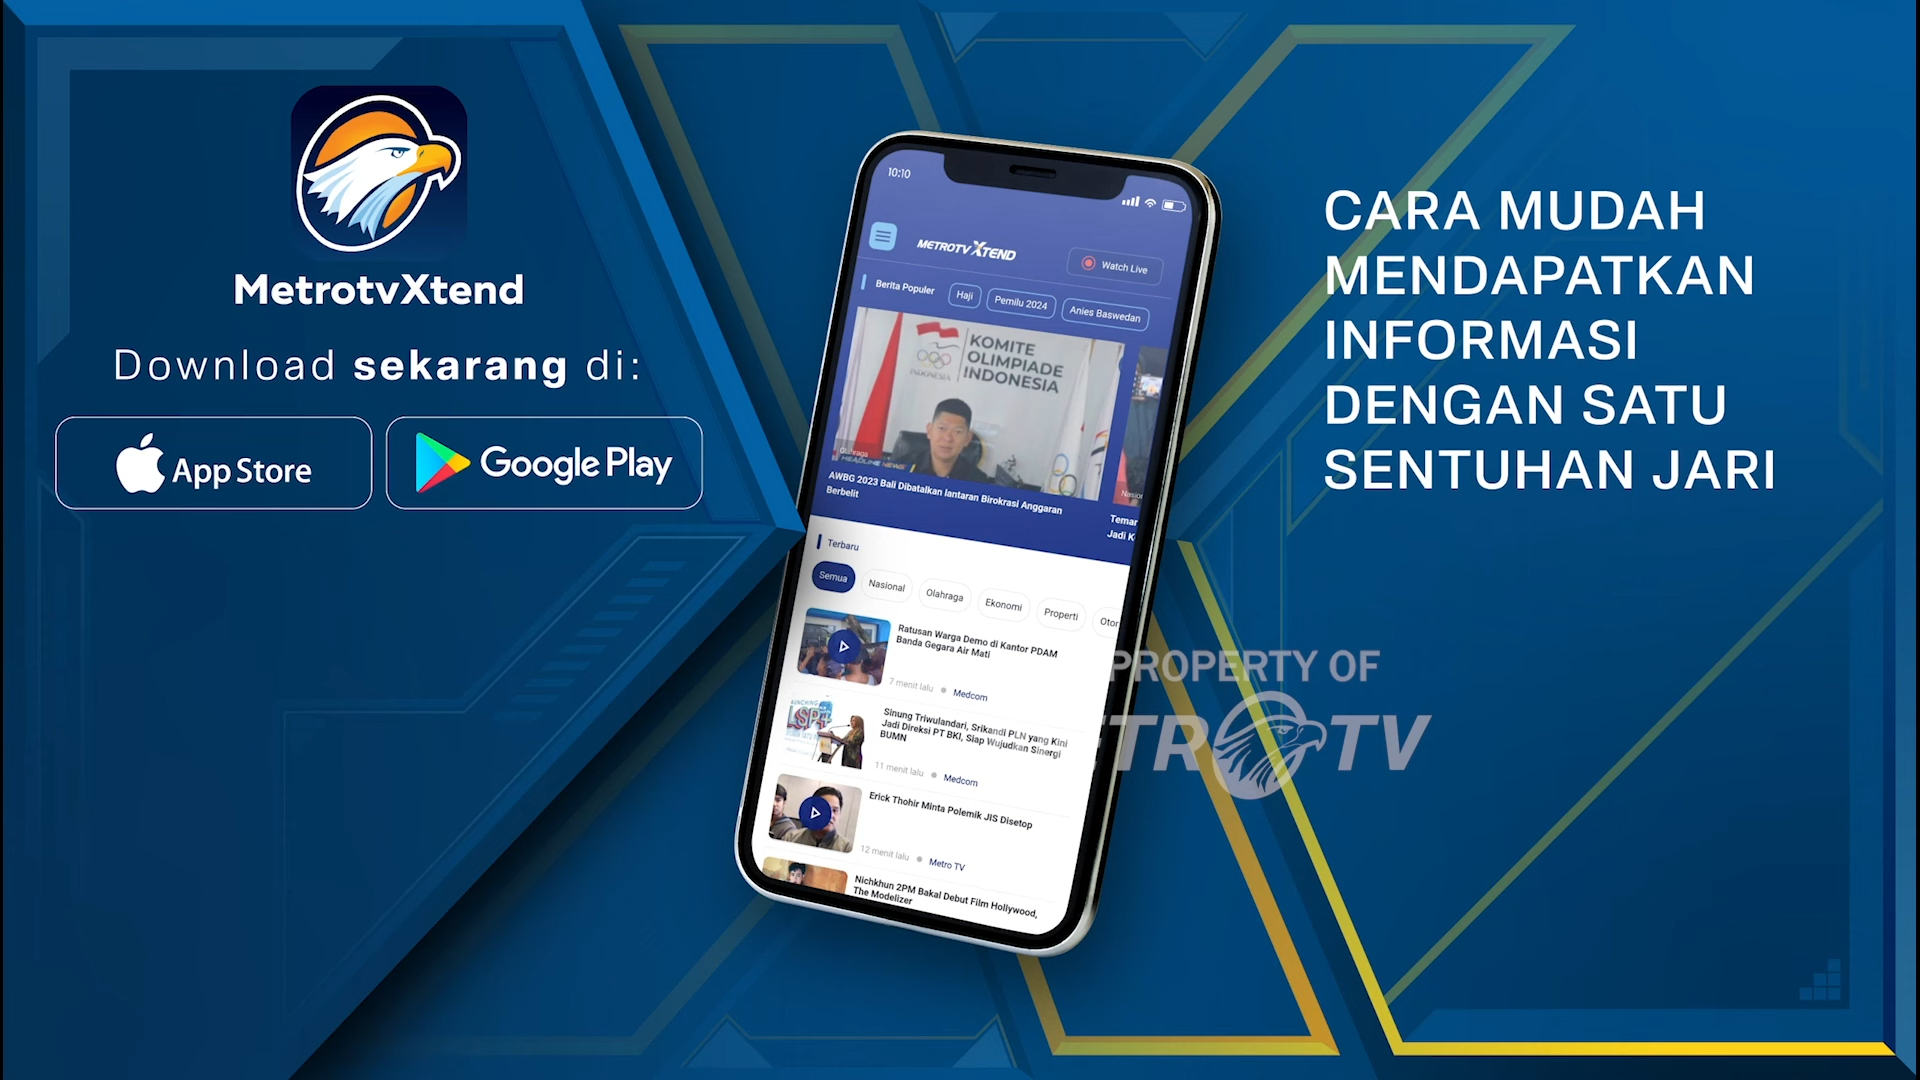 MetrotvXtend
Download sekarang di:
App Store
Google Play
10:10
METROTV XTEND
Watch Live
Berita Populer
Haji
Pemilu 2024
Anies Baswedan
KOMITE
OLIMPIADE
INDONESIA
INDONESIA
Olahraga
HEADLINE NEWS
AWBG 2023 Bali Dibatalkan lantaran Birokrasi Anggaran
Berbelit
Terbaru
Semua
Nasional
Olahraga
Ekonomi
Properti
Ratusan Warga Demo di Kantor PDAM
Banda Gegara Air Mati
7 menit lalu
Medcom
Sinung Triwulandari, Srikandi PLN yang Kini
Jadi Direksi PT BKI, Siap Wujudkan Sinergi
BUMN
11 menit lalu
Medcom
Erick Thohir Minta Polemik JIS Disetop
12 menit lalu
Metro TV
Nichkhun 2PM Bakal Debut Film Hollywood,
The Modelizer
CARA MUDAH
MENDAPATKAN
INFORMASI
DENGAN SATU
SENTUHAN JARI
PROPERTY OF
ETROTV